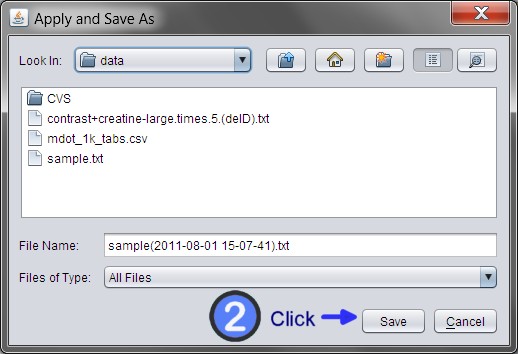 Apply and Save As
Look In: data
CVS
contrast+creatine-large.times.5.(deID).txt
mdot_1k_tabs.csv
sample.txt
File Name: sample(2011-08-01 15-07-41).txt
Files of Type: All Files
2 Click Save Cancel